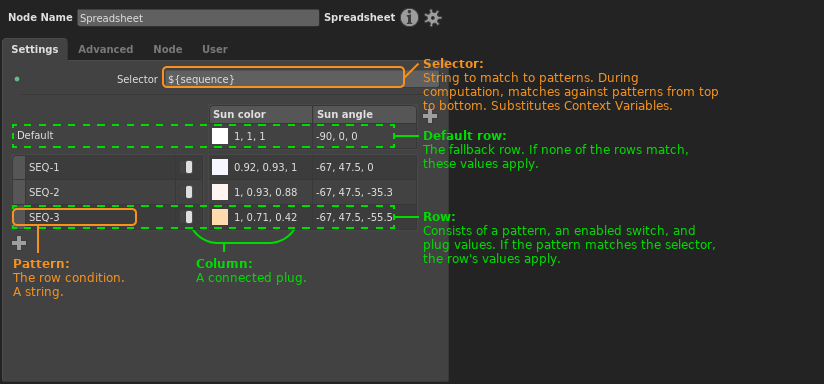 Node Name Spreadsheet Spreadsheet
Settings Advanced Node User
Selector ${sequence}
Selector:
String to match to patterns. During
computation, matches against patterns from top
to bottom. Substitutes Context Variables.
Sun color Sun angle
Default 1, 1, 1 -90, 0, 0
Default row:
The fallback row. If none of the rows match,
these values apply.
SEQ-1 0.92, 0.93, 1 -67, 47.5, 0
SEQ-2 1, 0.93, 0.88 -67, 47.5, -35.3
SEQ-3 1, 0.71, 0.42 -67, 47.5, -55.5
Row:
Consists of a pattern, an enabled switch, and
plug values. If the pattern matches the selector,
the row's values apply.
Pattern:
The row condition.
A string.
Column:
A connected plug.